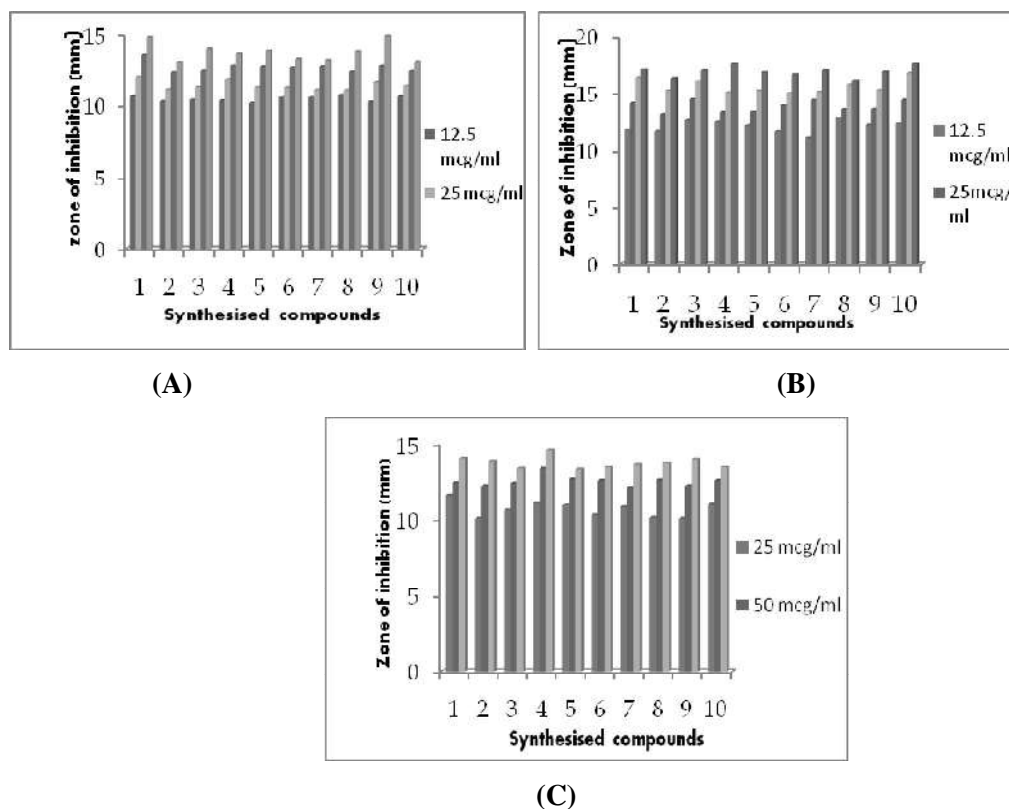 15
10
5
0
zone of inhibition (mm)
1 2 3 4 5 6 7 8 9 10
Synthesised compounds
12.5
mcg/ml
25 mcg/ml
(A)
20
15
10
5
0
Zone of inhibition (mm)
1 2 3 4 5 6 7 8 9 10
Synthesised compounds
12.5
mcg/ml
25mcg/
ml
(B)
15
10
5
0
Zone of inhibition (mm)
1 2 3 4 5 6 7 8 9 10
Synthesised compounds
25 mcg/ml
50 mcg/ml
(C)